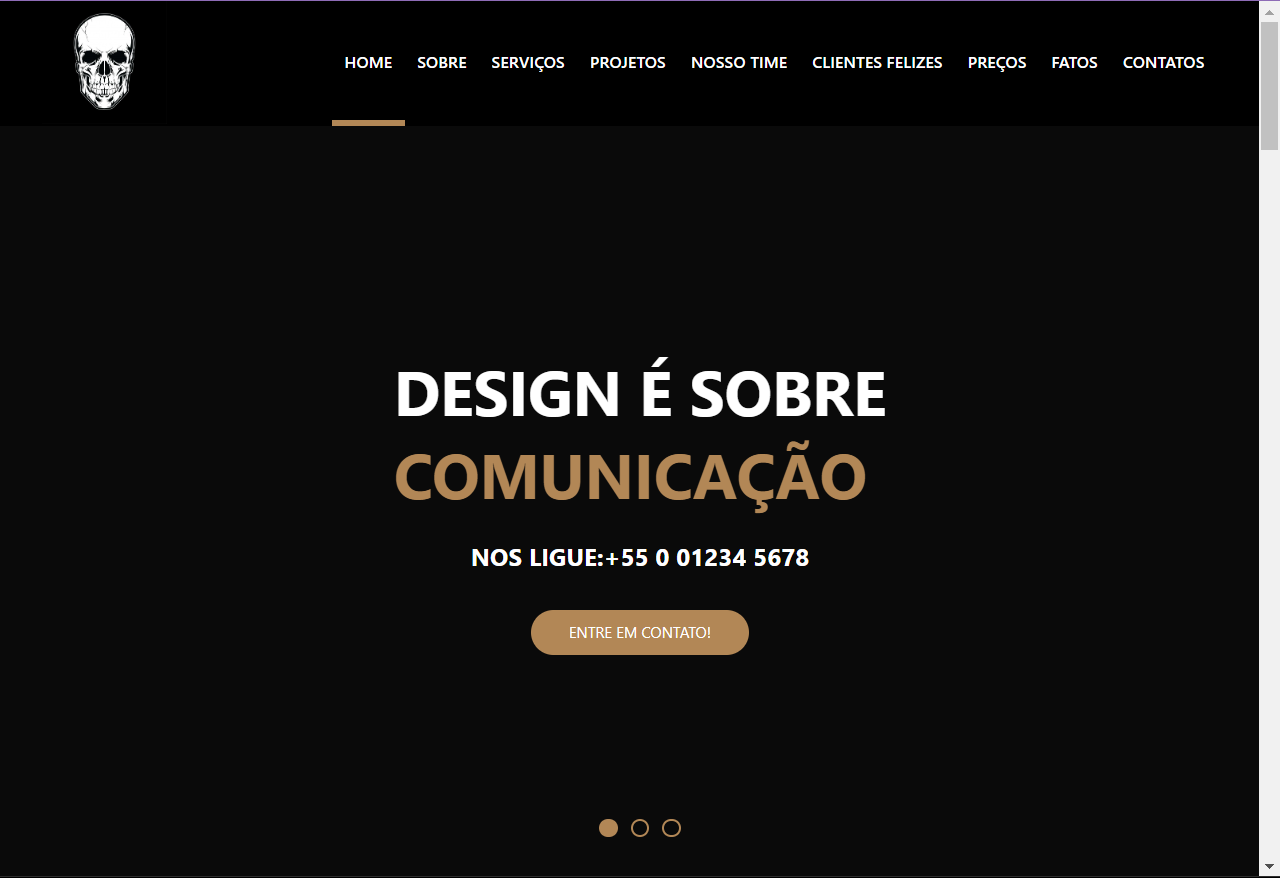 HOME SOBRE SERVIÇOS PROJETOS NOSSO TIME CLIENTES FELIZES PREÇOS FATOS CONTATOS
DESIGN É SOBRE
COMUNICAÇÃO
NOS LIGUE:+55 0 01234 5678
ENTRE EM CONTATO!